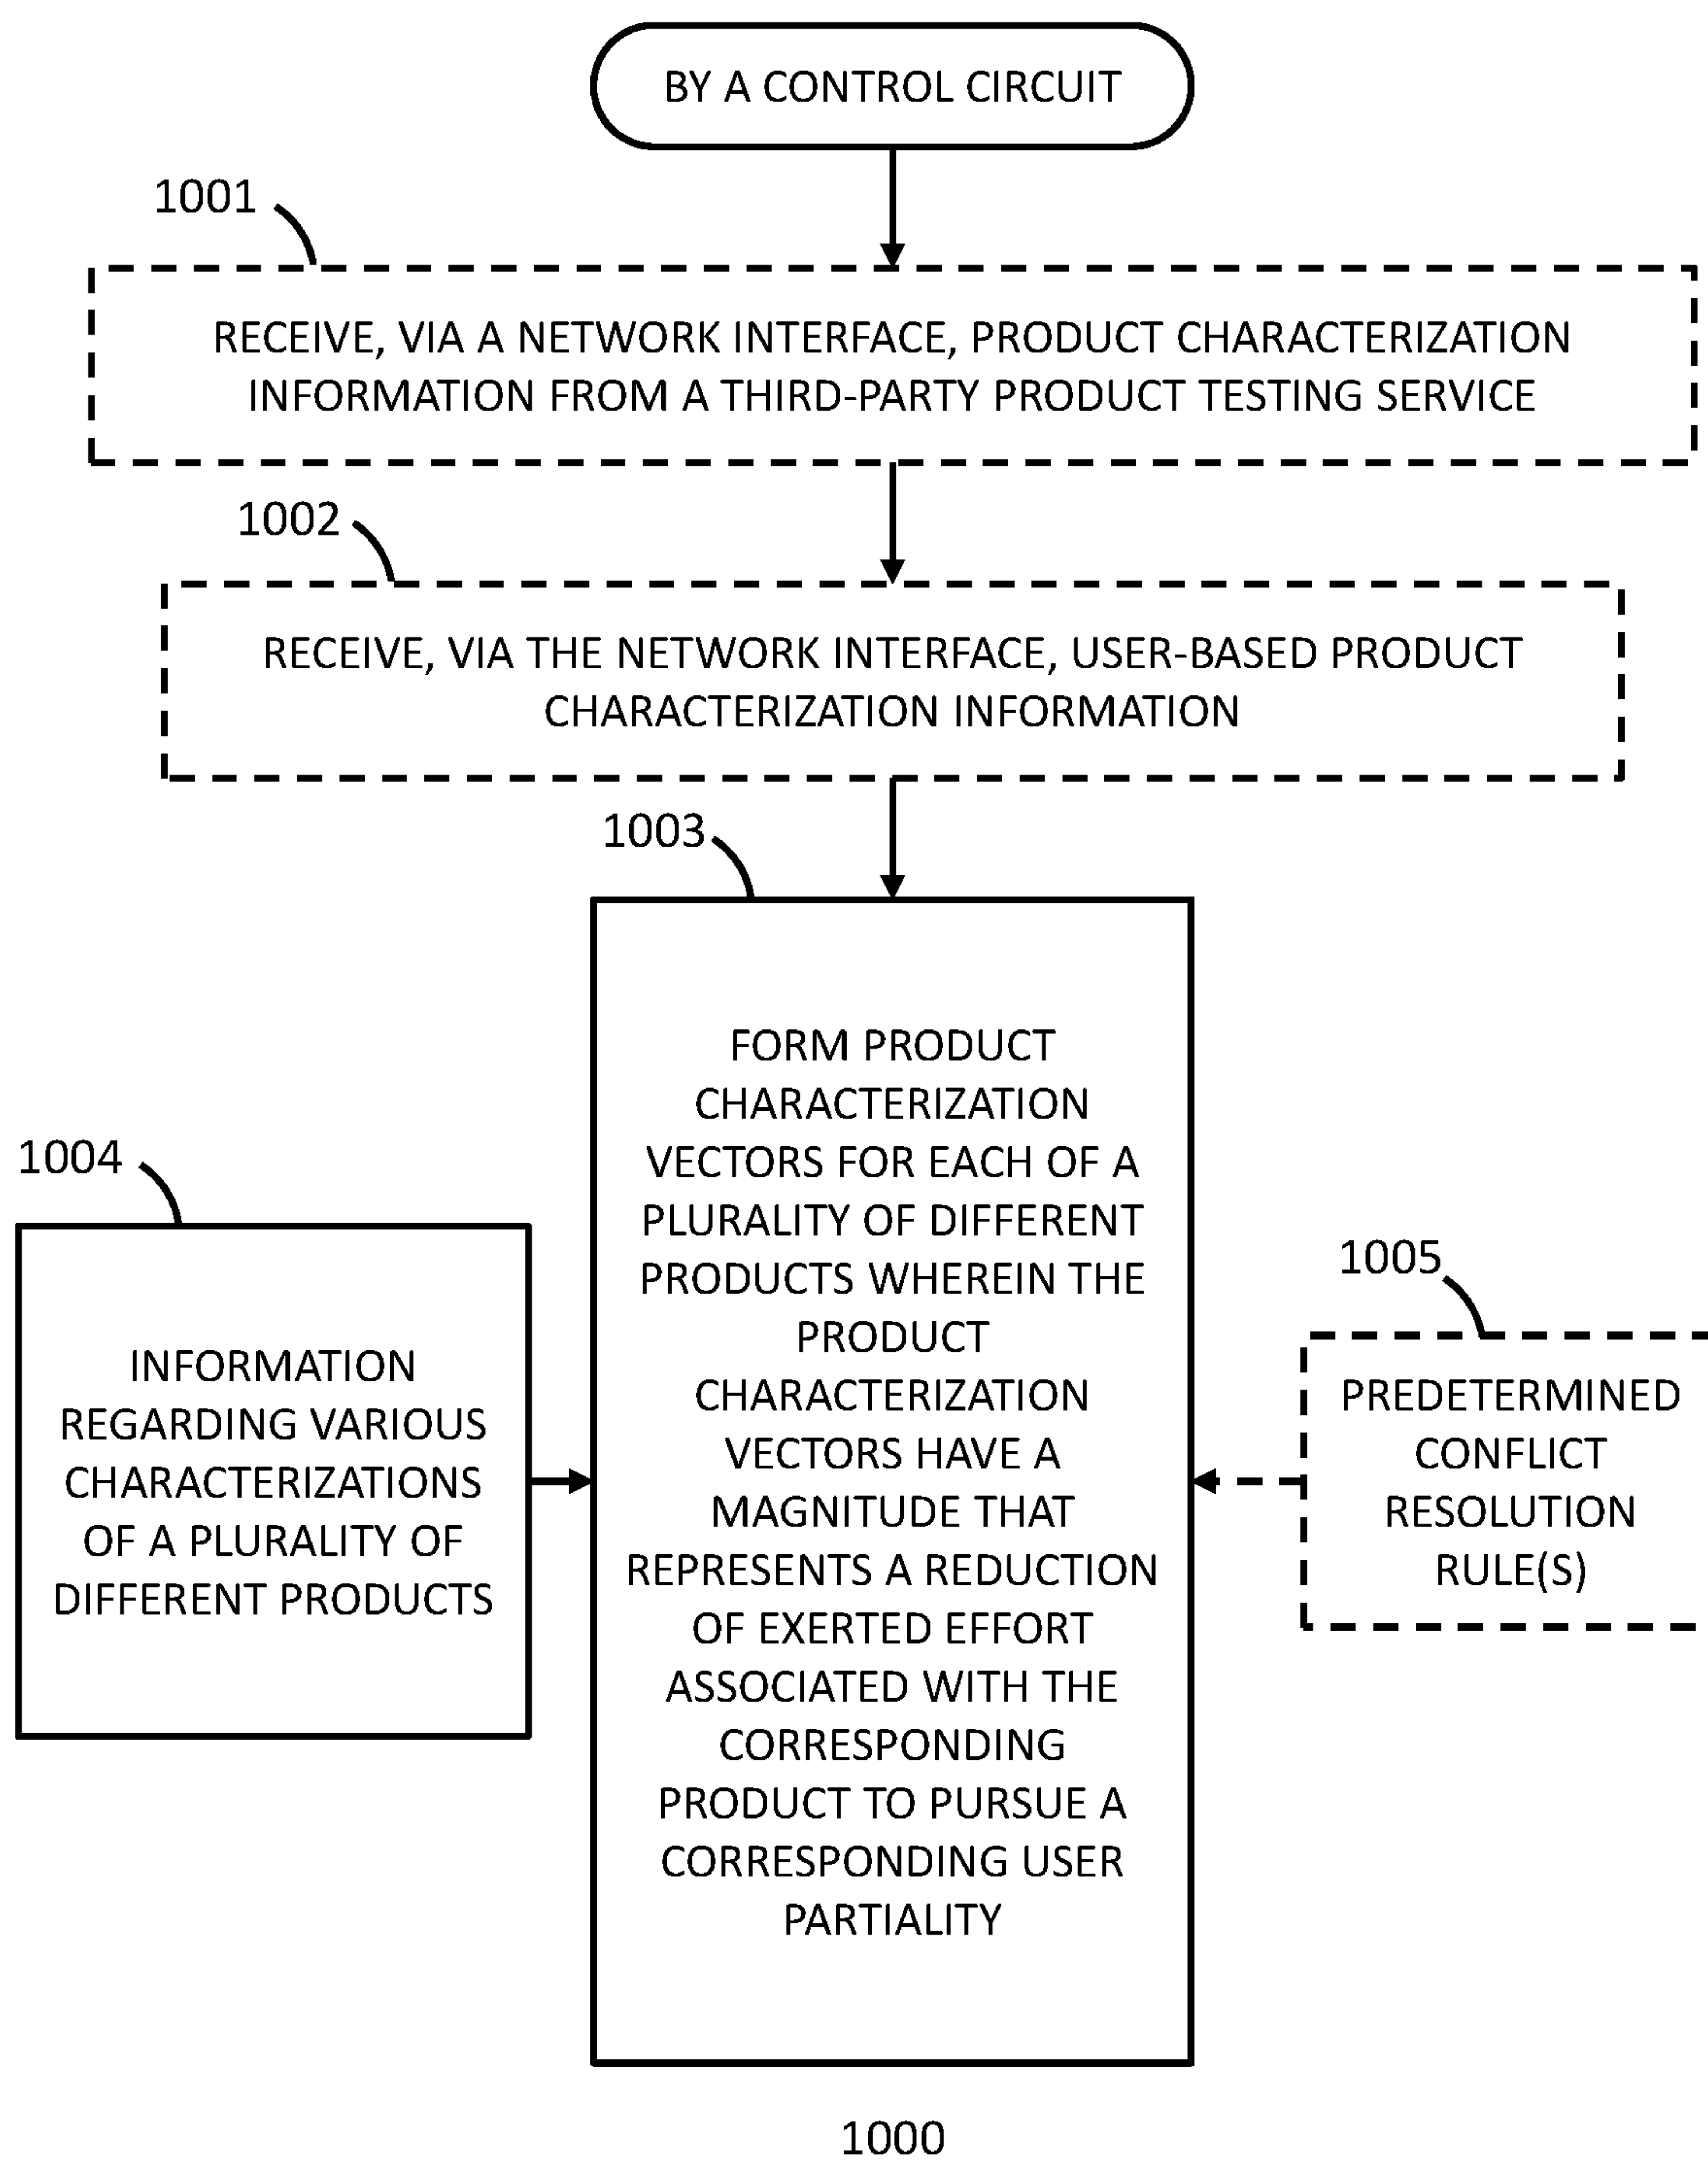 BY A CONTROL CIRCUIT
1001
RECEIVE, VIA A NETWORK INTERFACE, PRODUCT CHARACTERIZATION
INFORMATION FROM A THIRD-PARTY PRODUCT TESTING SERVICE
1002
RECEIVE, VIA THE NETWORK INTERFACE, USER-BASED PRODUCT
CHARACTERIZATION INFORMATION
1003
FORM PRODUCT
CHARACTERIZATION
VECTORS FOR EACH OF A
PLURALITY OF DIFFERENT
PRODUCTS WHEREIN THE
PRODUCT
CHARACTERIZATION
VECTORS HAVE A
MAGNITUDE THAT
REPRESENTS A REDUCTION
OF EXERTED EFFORT
ASSOCIATED WITH THE
CORRESPONDING
PRODUCT TO PURSUE A
CORRESPONDING USER
PARTIALITY
1004
INFORMATION
REGARDING VARIOUS
CHARACTERIZATIONS
OF A PLURALITY OF
DIFFERENT PRODUCTS
1005
PREDETERMINED
CONFLICT
RESOLUTION
RULE(S)
1000